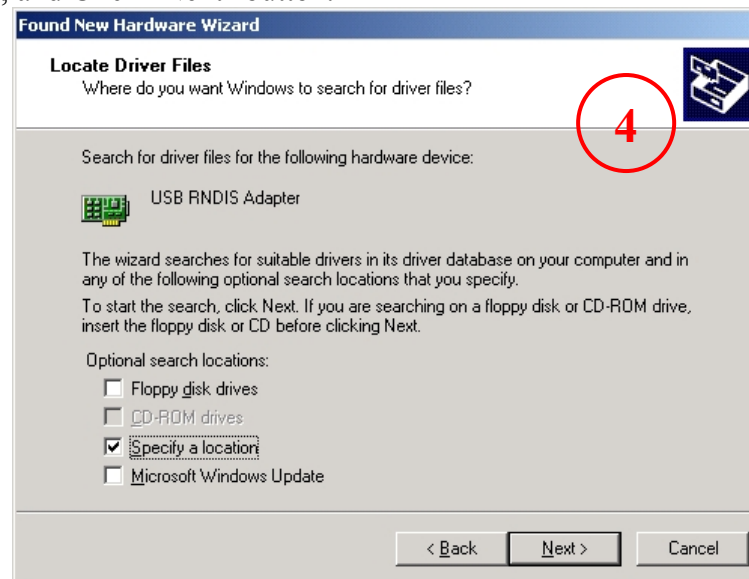 Found New Hardware Wizard
Locate Driver Files
Where do you want Windows to search for driver files?
4
Search for driver files for the following hardware device:
USB RNDIS Adapter
The wizard searches for suitable drivers in its driver database on your computer and in
any of the following optional search locations that you specify.
To start the search, click Next. If you are searching on a floppy disk or CD-ROM drive,
insert the floppy disk or CD before clicking Next.
Optional search locations:
Floppy disk drives
CD-ROM drives
Specify a location
Microsoft Windows Update
< Back
Next >
Cancel